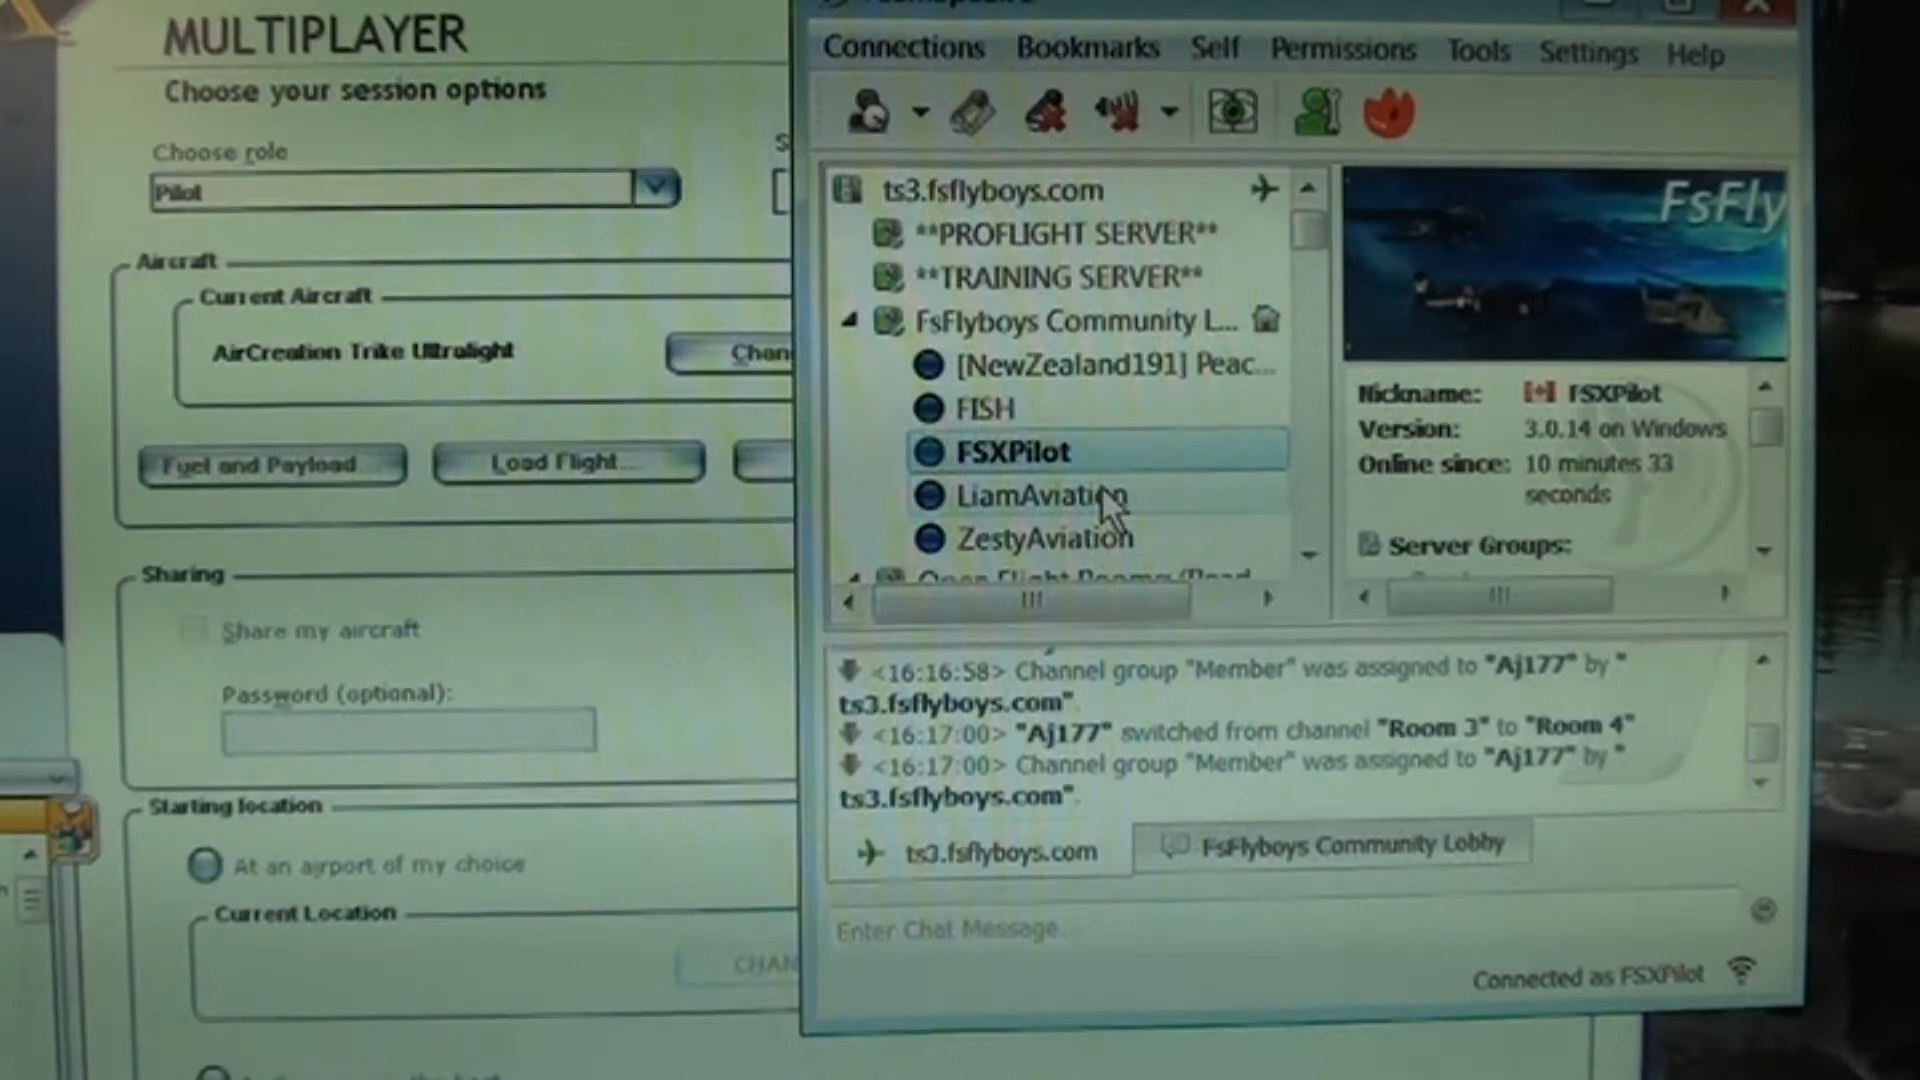 MULTIPLAYER
Choose your session options
Choose role
Pilot
Aircraft
Current Aircraft
AirCreation Trike Ultralight
Fuel and Payload...
Load Flight...
Sharing
Share my aircraft
Password (optional):
Starting location
At an airport of my choice
Current Location
Connections Bookmarks Self Permissions Tools Settings Help
ts3.fsflyboys.com
**PROFLIGHT SERVER**
**TRAINING SERVER**
FsFlyboys Community L...
[NewZealand191] Peac...
FISH
FSXPilot
LiamAviation
ZestyAviation
FsFly
Nickname: FSXPilot
Version: 3.0.14 on Windows
Online since: 10 minutes 33
seconds
Server Groups:
<16:16:58> Channel group "Member" was assigned to "Aj177" by "
ts3.fsflyboys.com".
<16:17:00> "Aj177" switched from channel "Room 3" to "Room 4"
<16:17:00> Channel group "Member" was assigned to "Aj177" by "
ts3.fsflyboys.com".
ts3.fsflyboys.com
FsFlyboys Community Lobby
Enter Chat Message...
Connected as FSXPilot